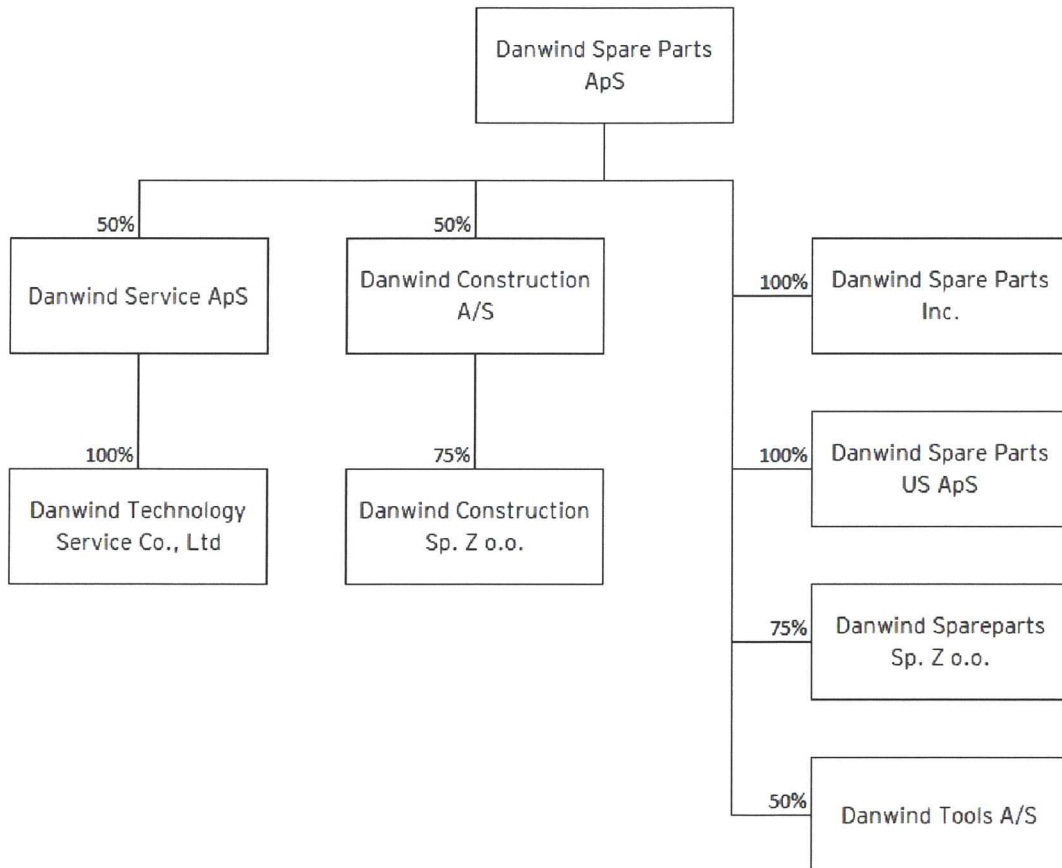 Danwind Spare Parts
ApS
50%
50%
Danwind Service ApS
Danwind Construction
A/S
100%
Danwind Spare Parts
Inc.
100%
75%
100%
Danwind Spare Parts
US ApS
Danwind Technology
Service Co., Ltd
Danwind Construction
Sp. Z o.o.
75%
Danwind Spareparts
Sp. Z o.o.
50%
Danwind Tools A/S